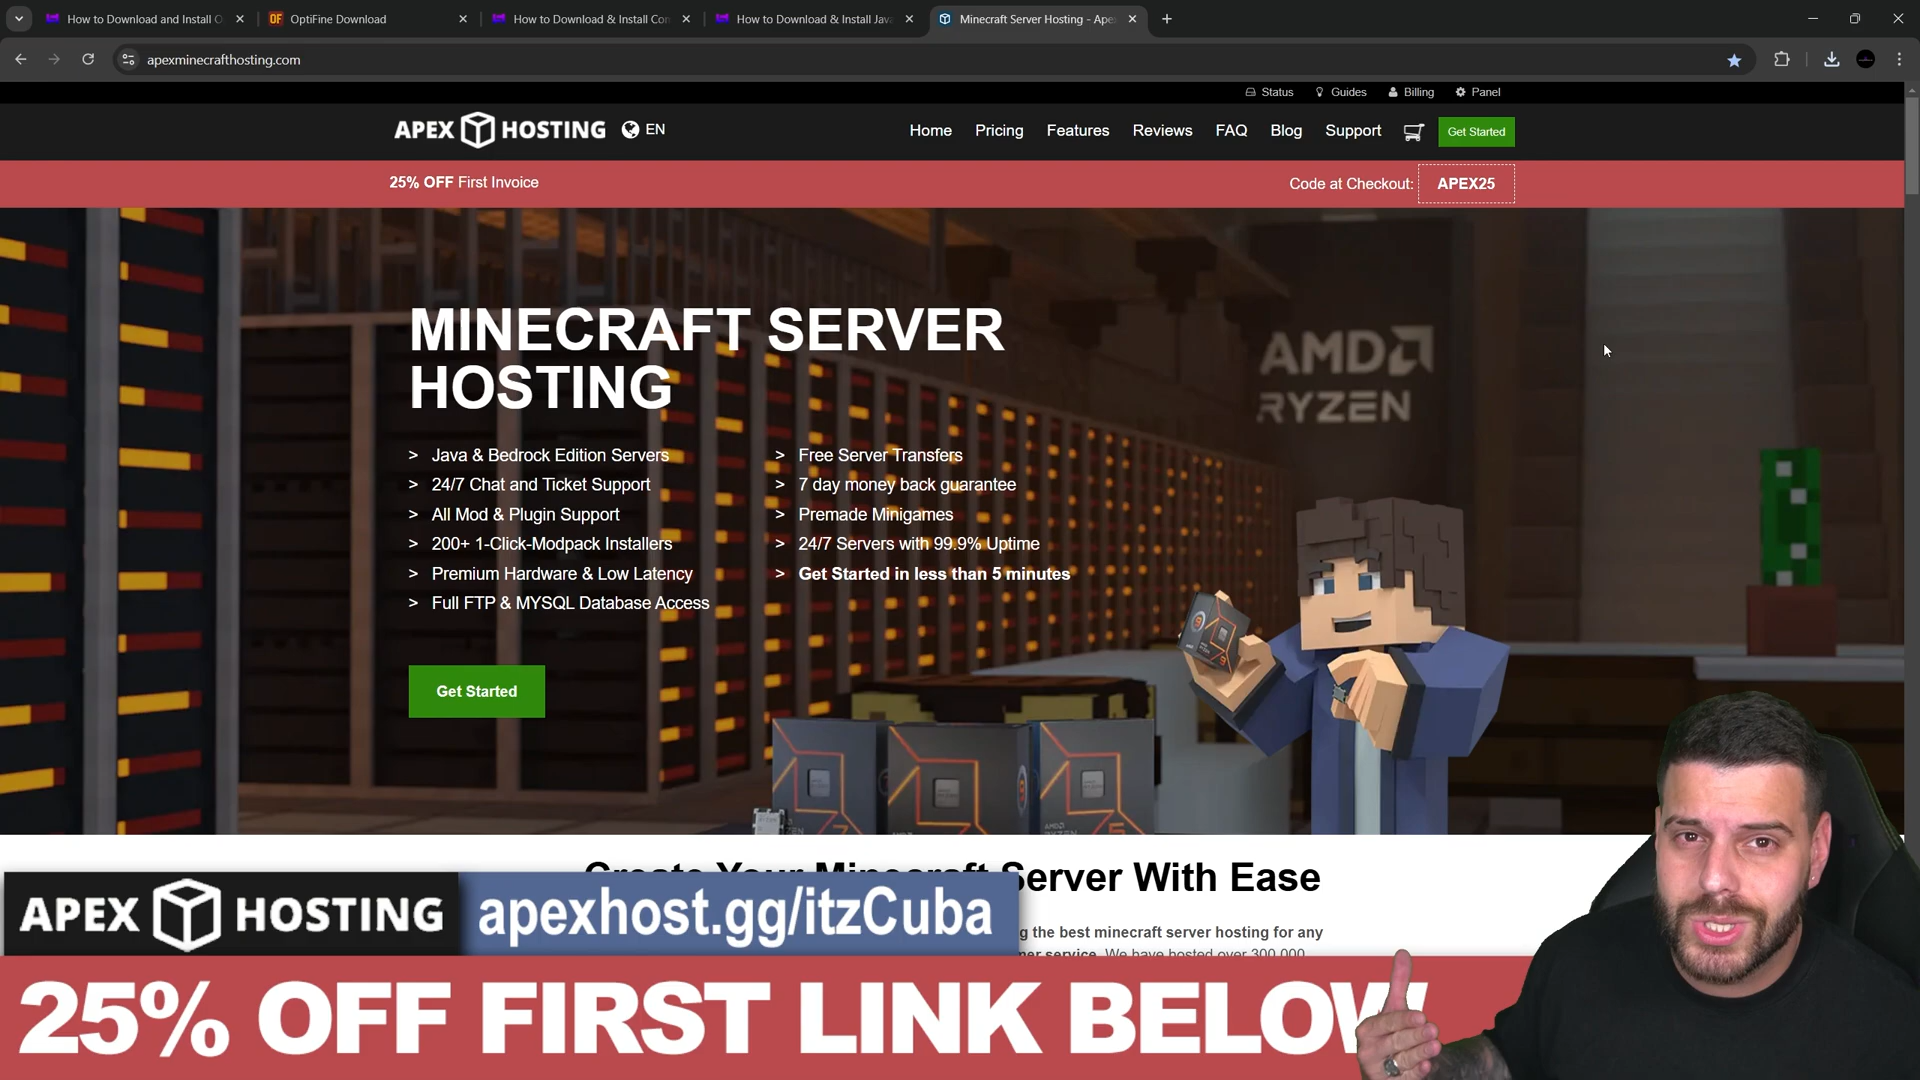 How to Download and Install O
OptiFine Download
How to Download & Install Con
How to Download & Install Java
Minecraft Server Hosting - Apex
apexminecrafthosting.com
Status
Guides
Billing
Panel
APEX HOSTING
EN
Home
Pricing
Features
Reviews
FAQ
Blog
Support
Get Started
25% OFF First Invoice
Code at Checkout: APEX25
MINECRAFT SERVER
HOSTING
AMD
RYZEN
> Java & Bedrock Edition Servers
> 24/7 Chat and Ticket Support
> All Mod & Plugin Support
> 200+ 1-Click-Modpack Installers
> Premium Hardware & Low Latency
> Full FTP & MYSQL Database Access
> Free Server Transfers
> 7 day money back guarantee
> Premade Minigames
> 24/7 Servers with 99.9% Uptime
> Get Started in less than 5 minutes
Get Started
Create Your Minecraft Server With Ease
g the best minecraft server hosting for any
mer service. We have hosted over 300,000
APEX HOSTING
apexhost.gg/itzCuba
25% OFF FIRST LINK BELOW